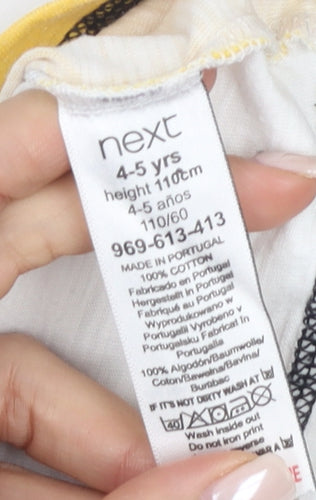 next
4-5 yrs
height 110cm
4-5 años
110/60
969-613-413
MADE IN PORTUGAL
100% COTTON
Fabricado en Portugal
Hergestellt in Portugal
Fabriqué au Portugal
Wyprodukowano w
Portugalii Vyrobeno v
Portugalsku Fabricat în
Portugalia
100% Algodón/Baumwolle/
Coton/Bawełna/Bavlna/
Bumbac
IF IT'S NOT DIRTY WASH AT
40
Wash inside out
Do not iron print
reverse